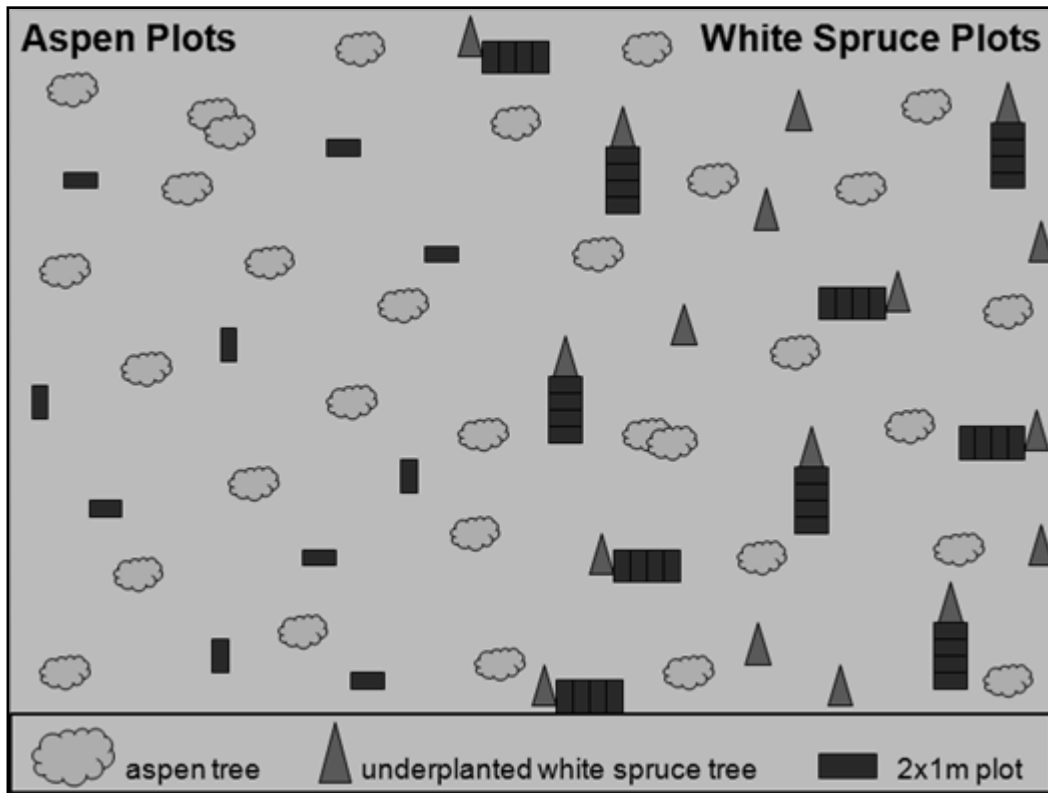 Aspen Plots
White Spruce Plots
aspen tree
underplanted white spruce tree
2x1m plot